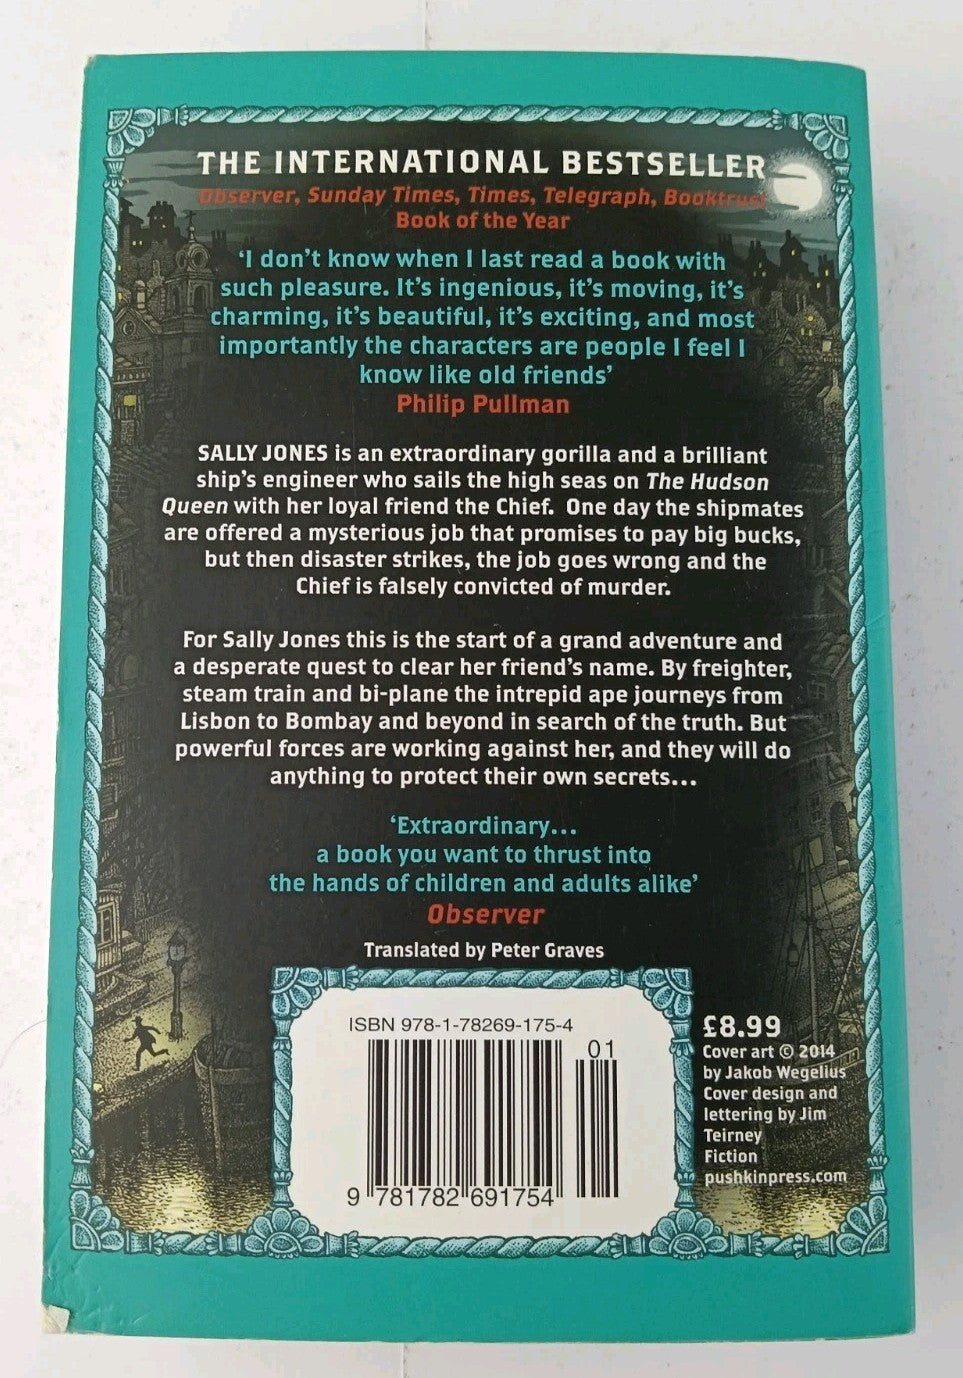 THE INTERNATIONAL BESTSELLER
Observer, Sunday Times, Times, Telegraph, Booktrust
Book of the Year
‘I don’t know when I last read a book with
such pleasure. It’s ingenious, it’s moving, it’s
charming, it’s beautiful, it’s exciting, and most
importantly the characters are people I feel I
know like old friends’
Philip Pullman
SALLY JONES is an extraordinary gorilla and a brilliant
ship’s engineer who sails the high seas on The Hudson
Queen with her loyal friend the Chief. One day the shipmates
are offered a mysterious job that promises to pay big bucks,
but then disaster strikes, the job goes wrong and the
Chief is falsely convicted of murder.
For Sally Jones this is the start of a grand adventure and
a desperate quest to clear her friend’s name. By freighter,
steam train and bi-plane the intrepid ape journeys from
Lisbon to Bombay and beyond in search of the truth. But
powerful forces are working against her, and they will do
anything to protect their own secrets...
‘Extraordinary...
a book you want to thrust into
the hands of children and adults alike’
Observer
Translated by Peter Graves
ISBN 978-1-78269-175-4
01
9 781782 691754
£8.99
Cover art © 2014
by Jakob Wegelius
Cover design and
lettering by Jim
Teirney
Fiction
pushkinpress.com